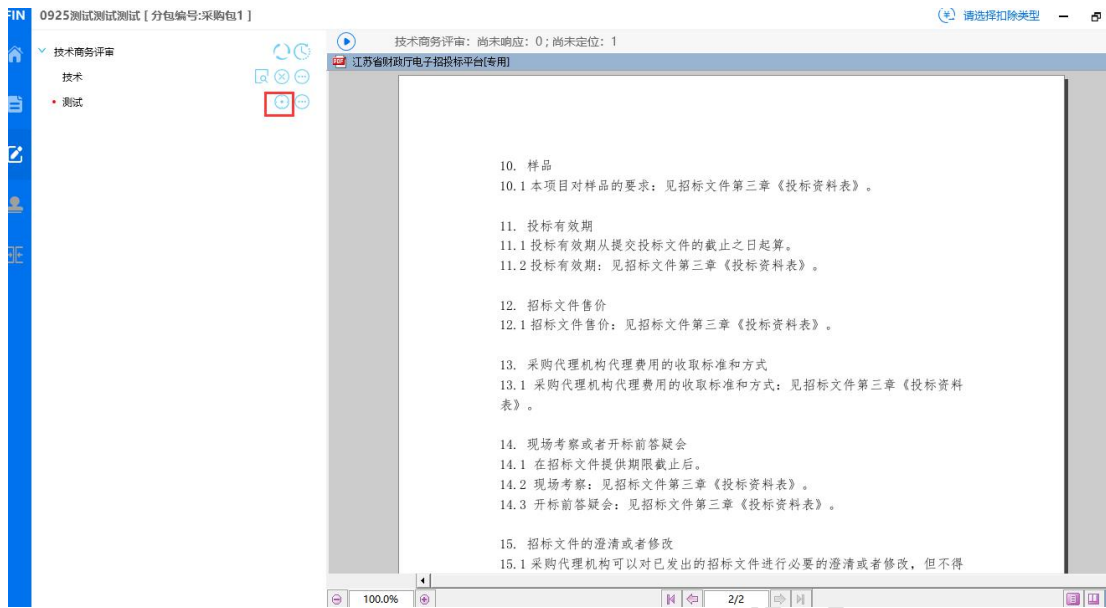 FIN 0925测试测试测试 [ 分包编号:采购包1 ] 请选择扣除类型
技术商务评审
技术
• 测试
技术商务评审: 尚未响应: 0 ; 尚未定位: 1
江苏省财政厅电子招投标平台[专用]
10. 样品
10.1 本项目对样品的要求: 见招标文件第三章《投标资料表》。
11. 投标有效期
11.1 投标有效期从提交投标文件的截止之日起算。
11.2 投标有效期: 见招标文件第三章《投标资料表》。
12. 招标文件售价
12.1 招标文件售价: 见招标文件第三章《投标资料表》。
13. 采购代理机构代理费用的收取标准和方式
13.1 采购代理机构代理费用的收取标准和方式: 见招标文件第三章《投标资料
表》。
14. 现场考察或者开标前答疑会
14.1 在招标文件提供期限截止后。
14.2 现场考察: 见招标文件第三章《投标资料表》。
14.3 开标前答疑会: 见招标文件第三章《投标资料表》。
15. 招标文件的澄清或者修改
15.1 采购代理机构可以对已发出的招标文件进行必要的澄清或者修改, 但不得
100.0% 2/2